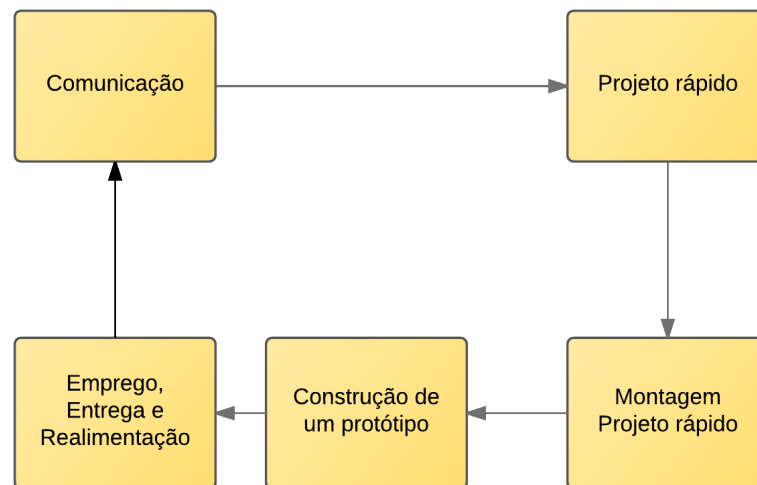 Comunicação
Projeto rápido
Emprego,
Entrega e
Realimentação
Construção de
um protótipo
Montagem
Projeto rápido